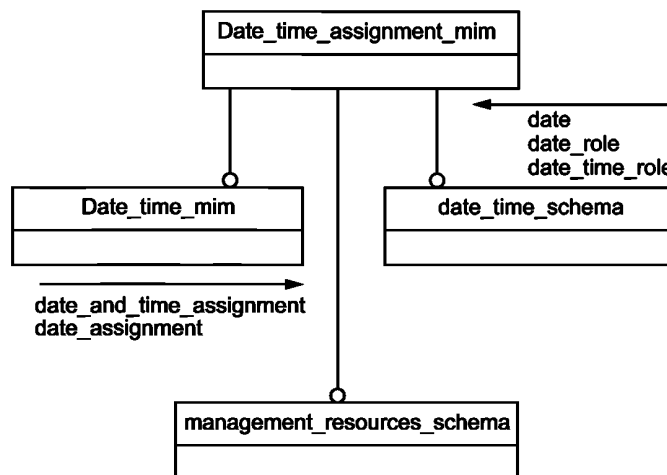 Date_time_assignment_mim
date
date_role
date_time_role
Date_time_mim
date_time_schema
date_and_time_assignment
date_assignment
management_resources_schema